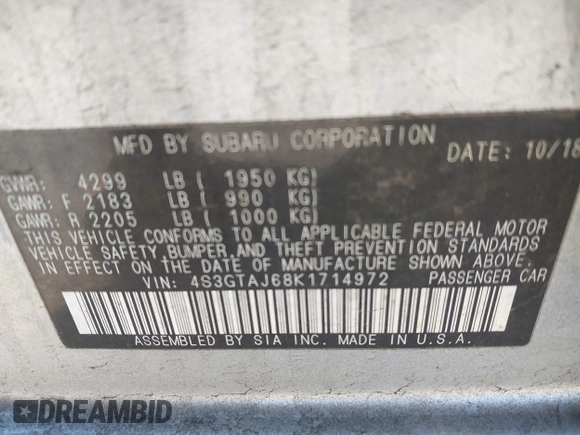 MFD BY SUBARU CORPORATION DATE: 10/18
GVWR: 4299 LB ( 1950 KG)
GAWR: F 2183 LB ( 990 KG)
GAWR: R 2205 LB ( 1000 KG)
THIS VEHICLE CONFORMS TO ALL APPLICABLE FEDERAL MOTOR
VEHICLE SAFETY, BUMPER, AND THEFT PREVENTION STANDARDS
IN EFFECT ON THE DATE OF MANUFACTURE SHOWN ABOVE.
VIN: 4S3GTAJ68K1714972 PASSENGER CAR
ASSEMBLED BY SIA INC. MADE IN U.S.A.
DREAMBID